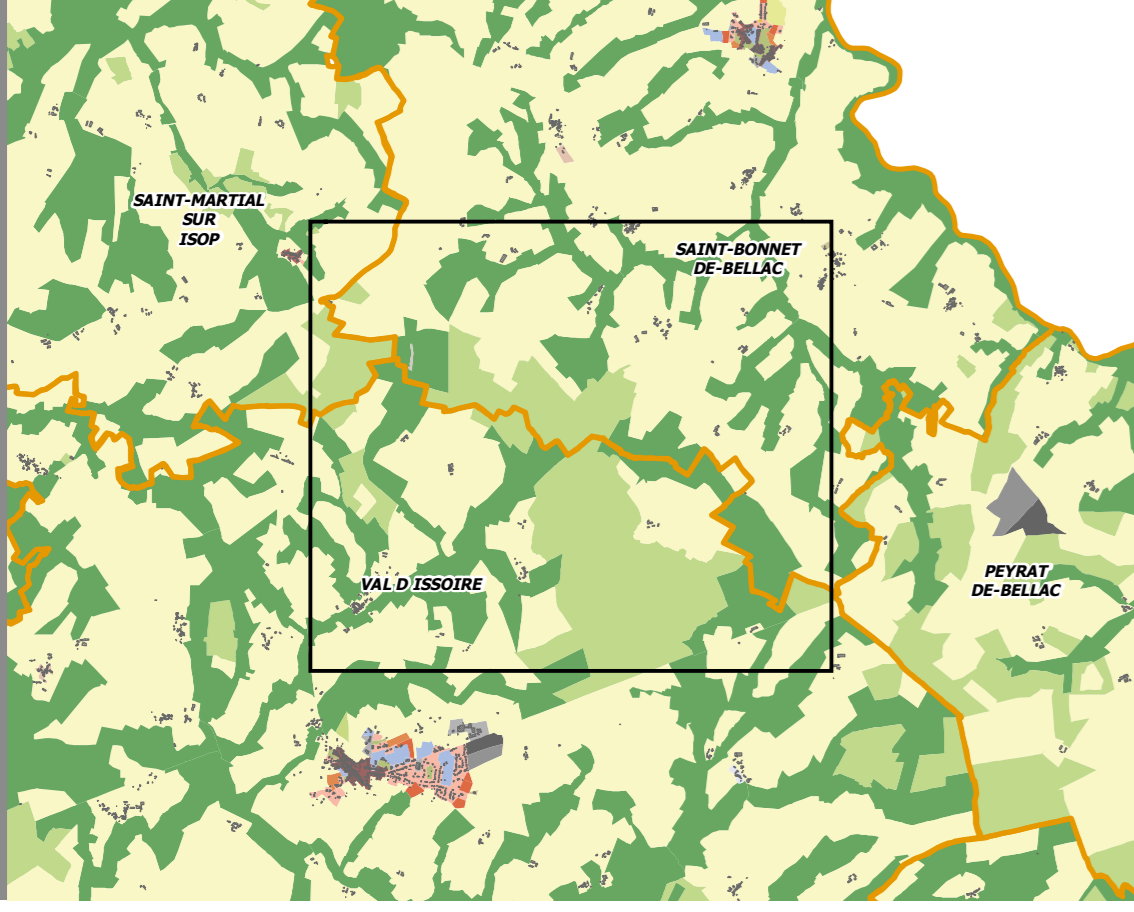 SAINT-MARTIAL
SUR
ISOP
SAINT-BONNET
DE-BELLAC
VAL D ISSOIRE
PEYRAT
DE-BELLAC